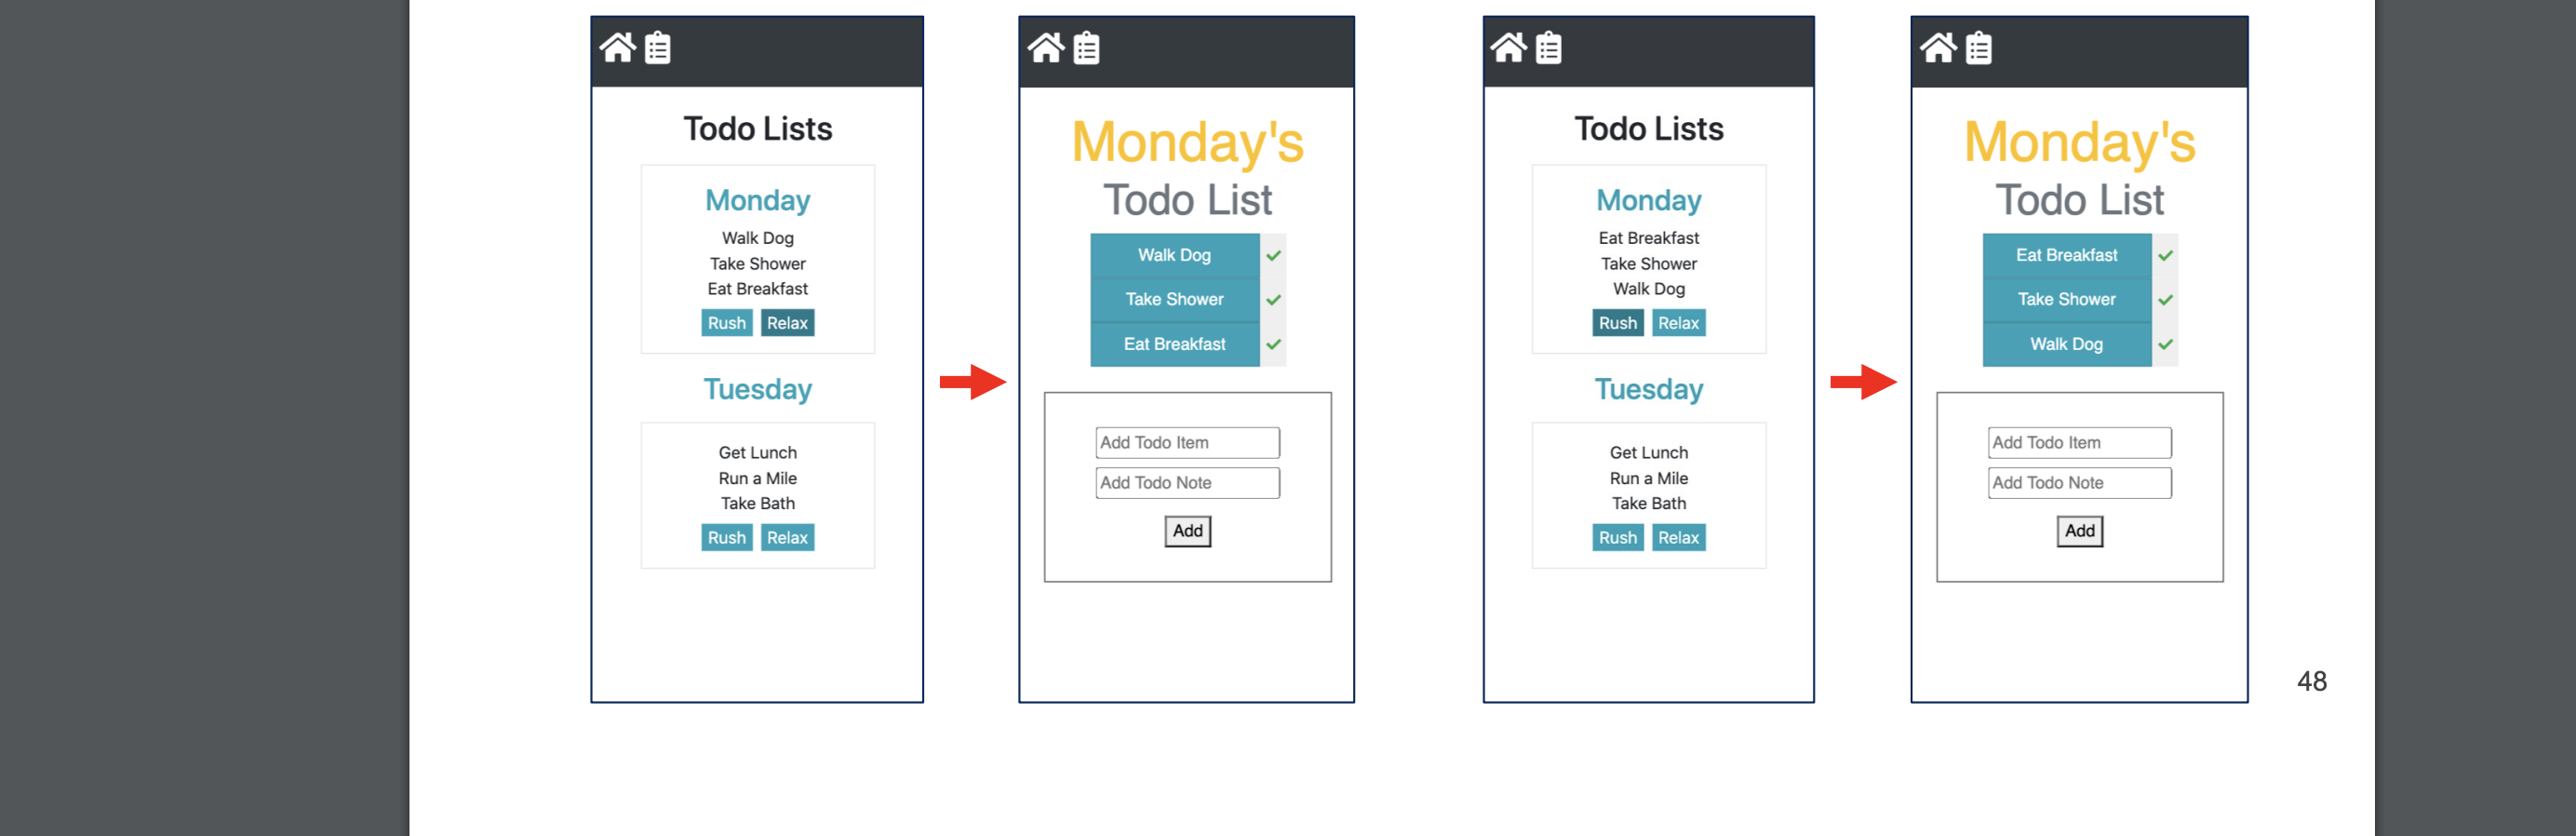 Todo Lists
Monday
Walk Dog
Take Shower
Eat Breakfast
Rush Relax
Tuesday
Get Lunch
Run a Mile
Take Bath
Rush Relax
Monday's
Todo List
Walk Dog
Take Shower
Eat Breakfast
Add Todo Item
Add Todo Note
Add
Todo Lists
Monday
Eat Breakfast
Take Shower
Walk Dog
Rush Relax
Tuesday
Get Lunch
Run a Mile
Take Bath
Rush Relax
Monday's
Todo List
Eat Breakfast
Take Shower
Walk Dog
Add Todo Item
Add Todo Note
Add
48